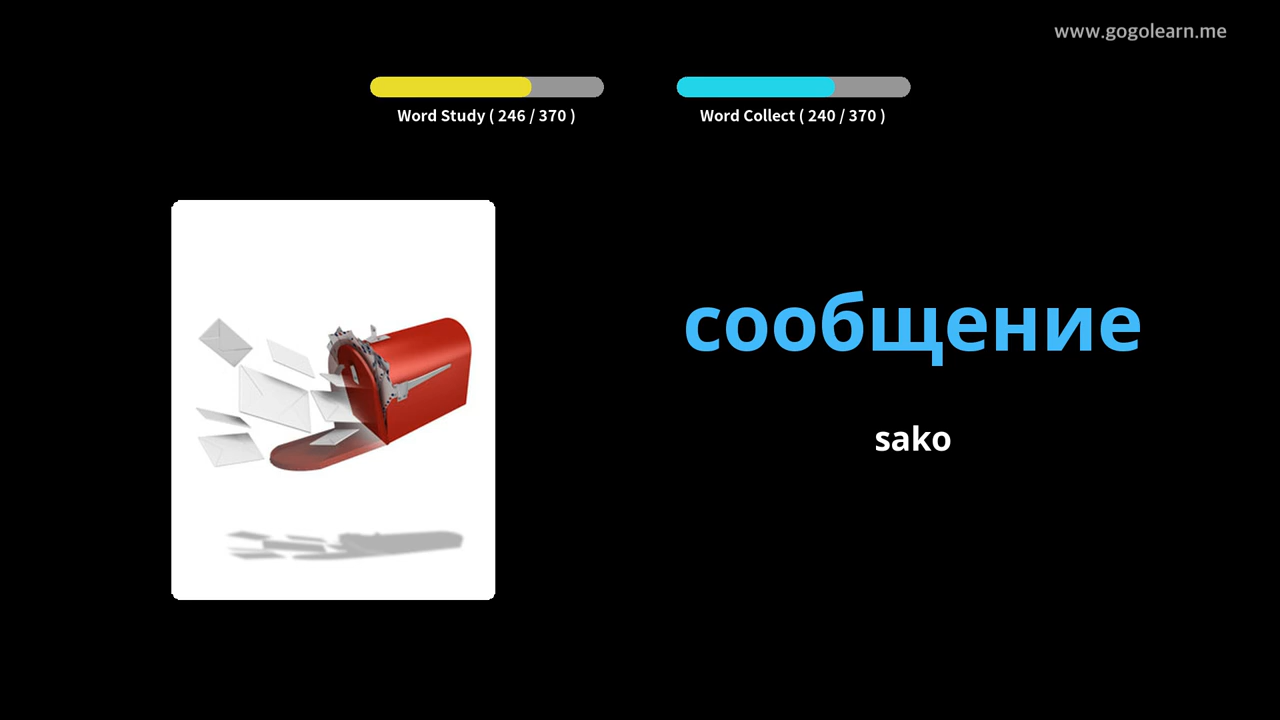 www.gogolearn.me
Word Study ( 246 / 370 )
Word Collect ( 240 / 370 )
сообщение
sako